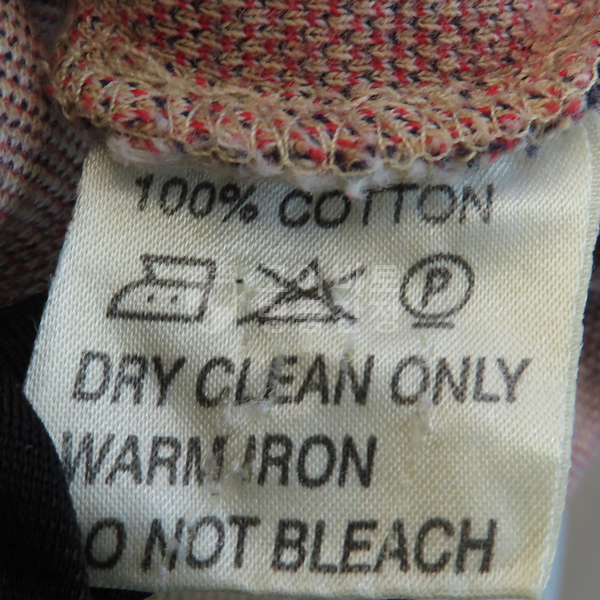 100% COTTON
P
DRY CLEAN ONLY
WARM IRON
O NOT BLEACH